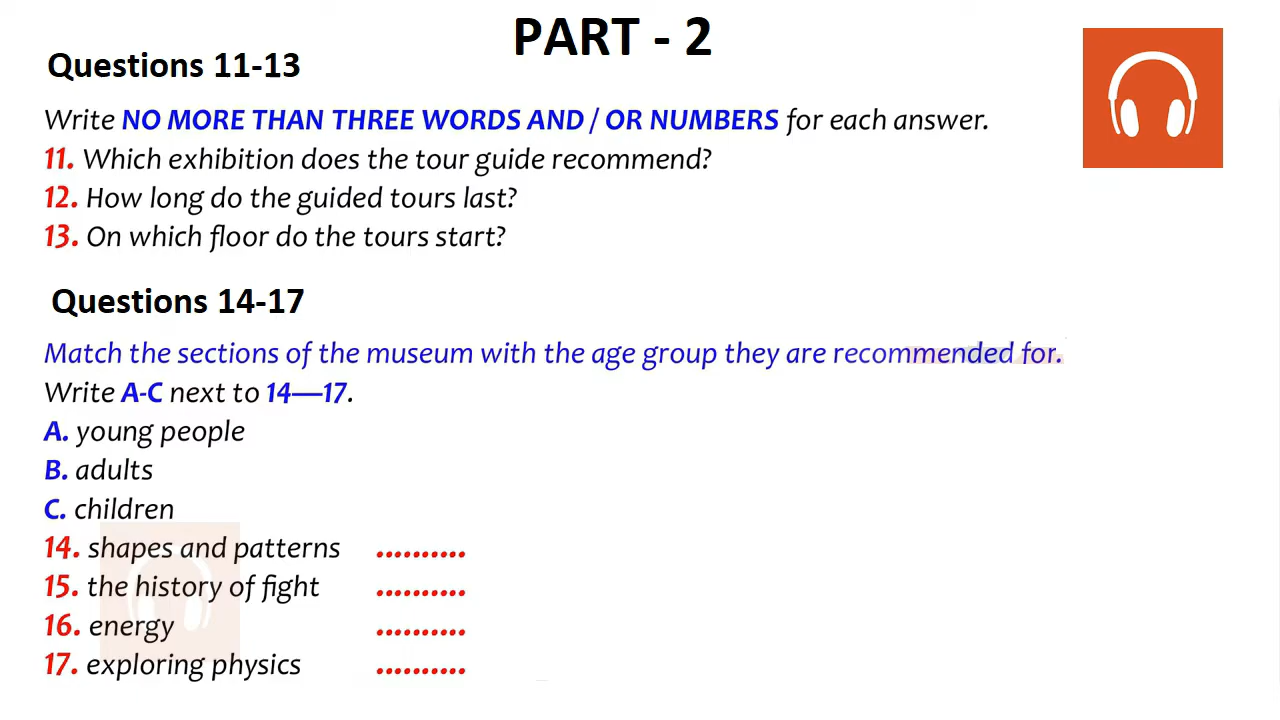 PART - 2
Questions 11-13
Write NO MORE THAN THREE WORDS AND / OR NUMBERS for each answer.
11. Which exhibition does the tour guide recommend?
12. How long do the guided tours last?
13. On which floor do the tours start?
Questions 14-17
Match the sections of the museum with the age group they are recommended for.
Write A-C next to 14—17.
A. young people
B. adults
C. children
14. shapes and patterns ..........
15. the history of fight ..........
16. energy ..........
17. exploring physics ..........